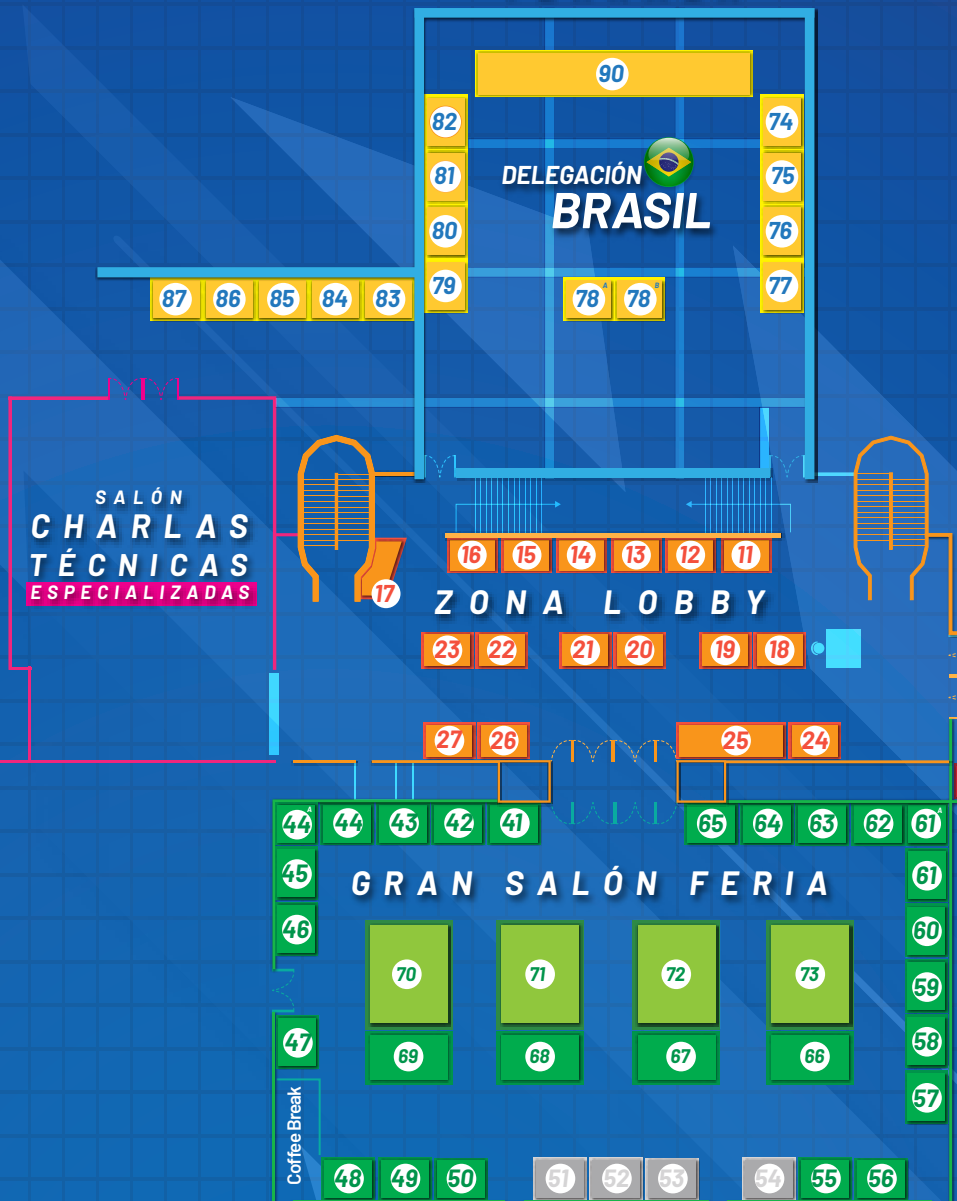 90
82
74
81
75
DELEGACIÓN
BRASIL
80
76
79
77
87 86 85 84 83
78 A 78 B
SALÓN
CHARLAS
TÉCNICAS
ESPECIALIZADAS
16 15 14 13 12 11
17
ZONA LOBBY
23 22 21 20 19 18
27 26 25 24
44 A 44 43 42 41 65 64 63 62 61 A
45
61
GRAN SALÓN FERIA
46
60
70 71 72 73
59
47
58
69 68 67 66
57
Coffee Break
48 49 50 51 52 53 54 55 56